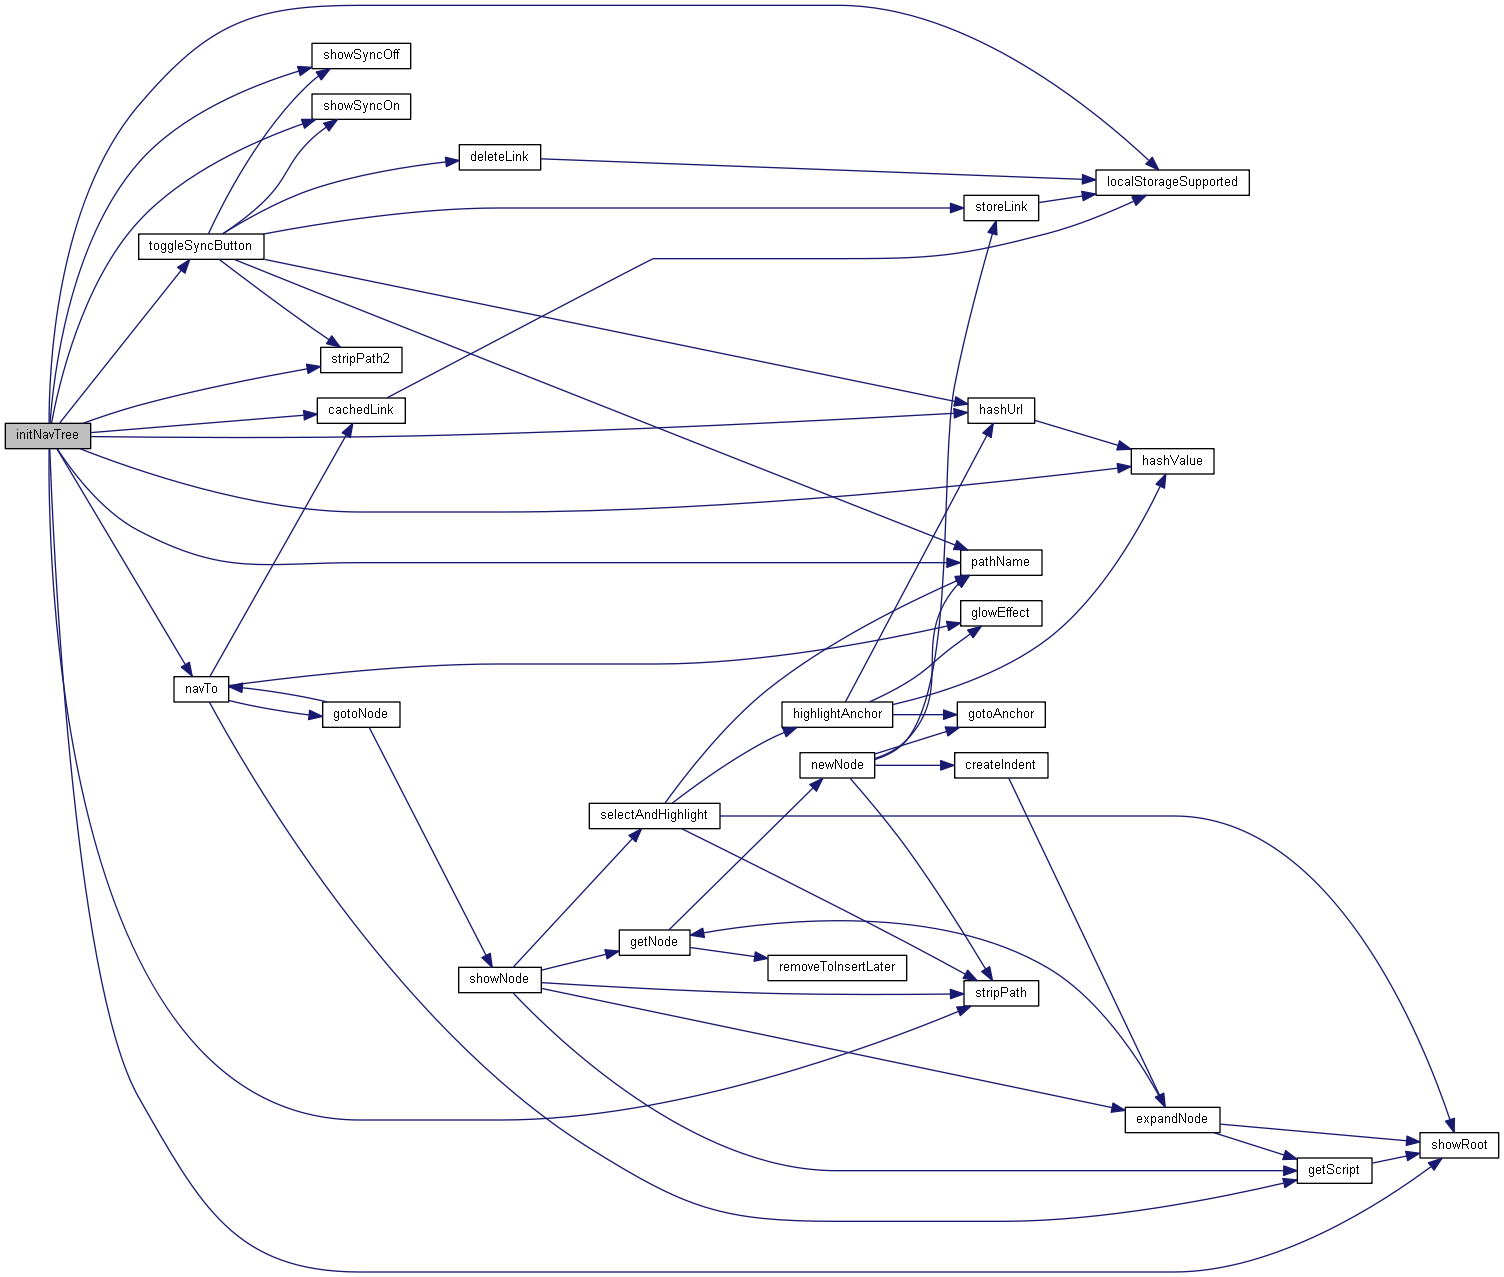 showSyncOff
showSyncOn
deleteLink
localStorageSupported
storeLink
toggleSyncButton
stripPath2
cachedLink
hashUrl
initNavTree
hashValue
pathName
glowEffect
navTo
gotoNode
highlightAnchor
gotoAnchor
newNode
createIndent
selectAndHighlight
getNode
removeToInsertLater
showNode
stripPath
expandNode
showRoot
getScript